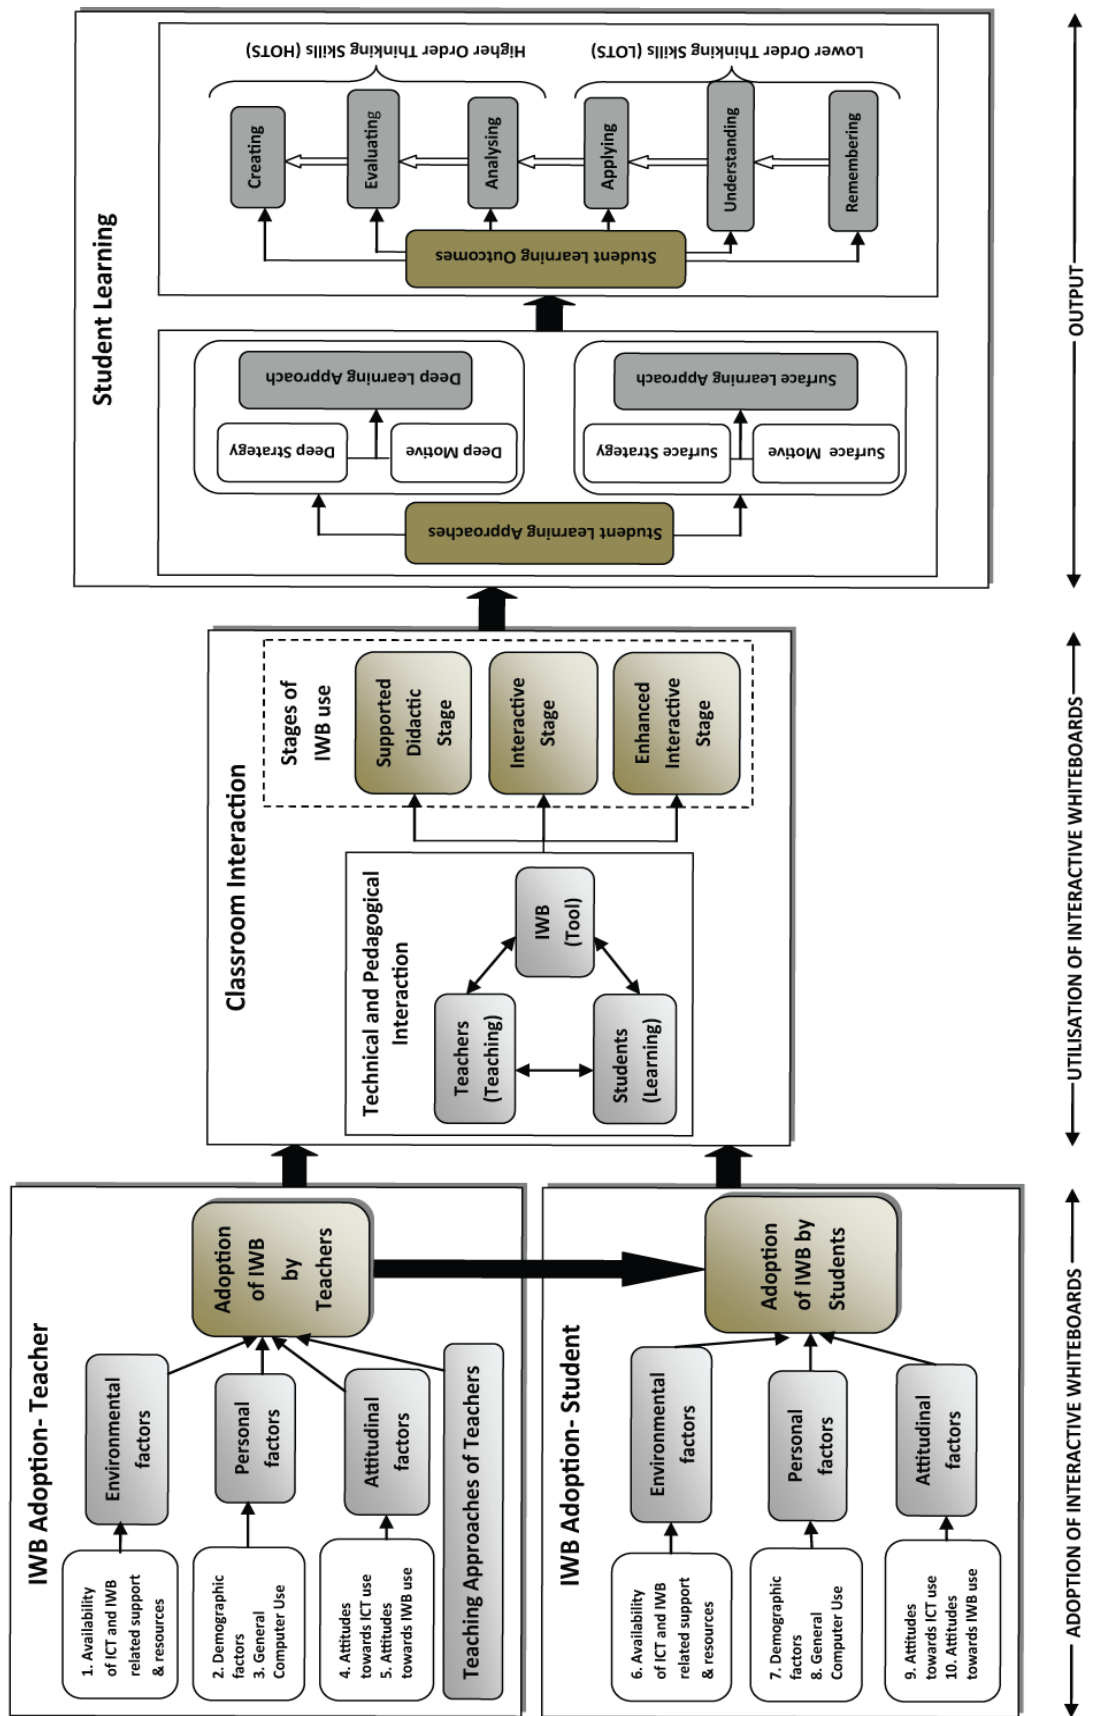 IWB Adoption- Teacher
1. Availability
of ICT and IWB
related support
& resources
2. Demographic
factors
3. General
Computer Use
4. Attitudes
towards ICT use
5. Attitudes
towards IWB use
Environmental
factors
Personal
factors
Attitudinal
factors
Teaching Approaches of Teachers
Adoption
of IWB
by
Teachers
IWB Adoption- Student
6. Availability
of ICT and IWB
related support
& resources
7. Demographic
factors
8. General
Computer Use
9. Attitudes
towards ICT use
10. Attitudes
towards IWB use
Environmental
factors
Personal
factors
Attitudinal
factors
Adoption
of IWB by
Students
Classroom Interaction
Technical and Pedagogical
Interaction
Teachers
(Teaching)
Students
(Learning)
IWB
(Tool)
Stages of
IWB use
Supported
Didactic
Stage
Interactive
Stage
Enhanced
Interactive
Stage
Student Learning
Student Learning Approaches
Deep Strategy
Deep Motive
Deep Learning Approach
Surface Strategy
Surface Motive
Surface Learning Approach
Student Learning Outcomes
Creating
Evaluating
Analysing
Applying
Understanding
Remembering
Higher Order Thinking Skills (HOTS)
Lower Order Thinking Skills (LOTS)
ADOPTION OF INTERACTIVE WHITEBOARDS
UTILISATION OF INTERACTIVE WHITEBOARDS
OUTPUT